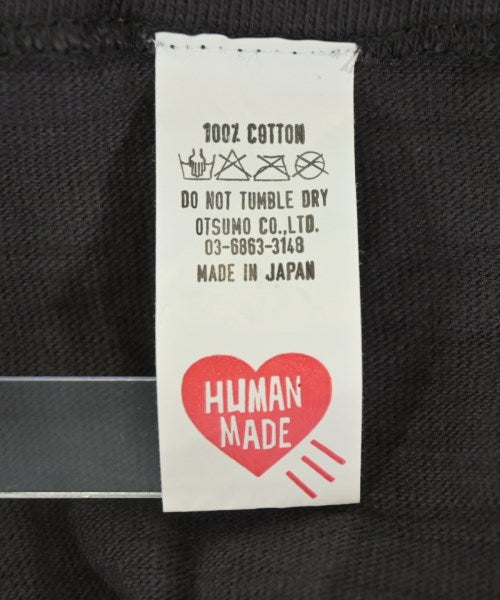 100% COTTON
DO NOT TUMBLE DRY
OTSUMO CO.,LTD.
03-6863-3148
MADE IN JAPAN
HUMAN
MADE